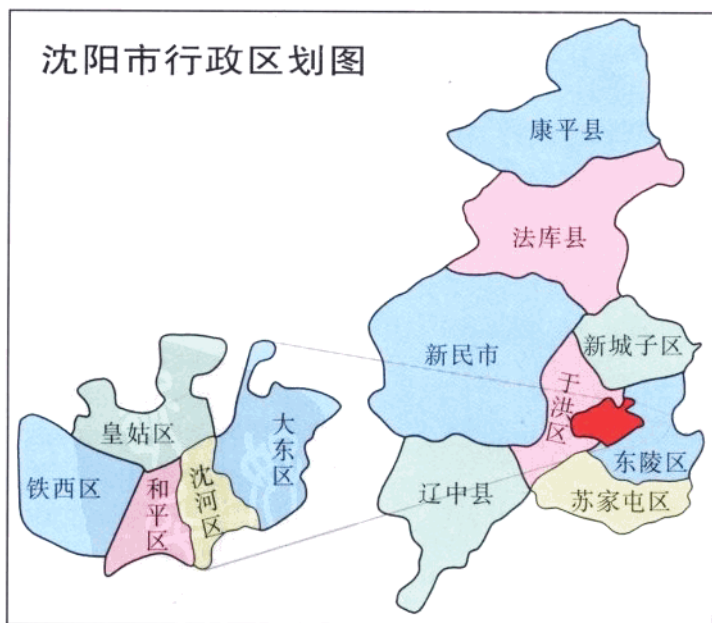 沈阳市行政区划图
康平县
法库县
新民市
新城子区
于洪区
东陵区
苏家屯区
辽中县
皇姑区
大东区
沈河区
和平区
铁西区